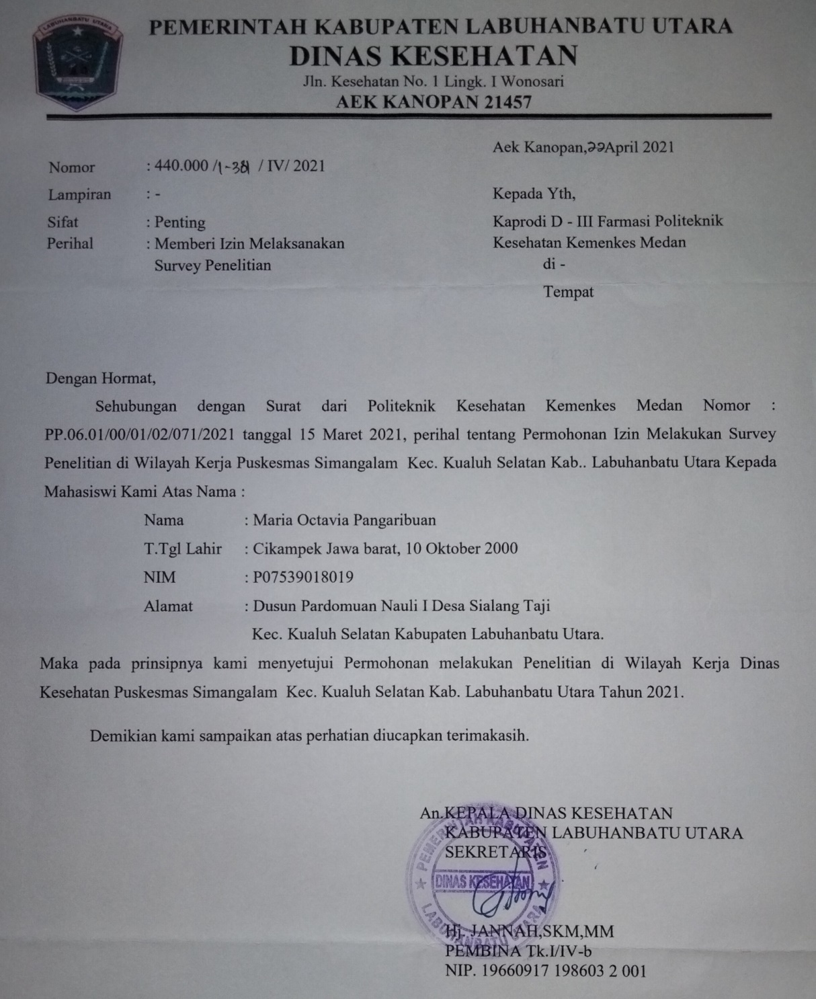 LABUHANBATU UTARA
PEMERINTAH KABUPATEN LABUHANBATU UTARA
DINAS KESEHATAN
Jln. Kesehatan No. 1 Lingk. I Wonosari
AEK KANOPAN 21457
Aek Kanopan,22April 2021
Nomor : 440.000 /1-381 / IV/ 2021
Lampiran : -
Kepada Yth,
Sifat : Penting
Kaprodi D - III Farmasi Politeknik
Perihal : Memberi Izin Melaksanakan
Kesehatan Kemenkes Medan
Survey Penelitian
di -
Tempat
Dengan Hormat,
Sehubungan dengan Surat dari Politeknik Kesehatan Kemenkes Medan Nomor :
PP.06.01/00/01/02/071/2021 tanggal 15 Maret 2021, perihal tentang Permohonan Izin Melakukan Survey
Penelitian di Wilayah Kerja Puskesmas Simangalam Kec. Kualuh Selatan Kab.. Labuhanbatu Utara Kepada
Mahasiswi Kami Atas Nama :
Nama : Maria Octavia Pangaribuan
T.Tgl Lahir : Cikampek Jawa barat, 10 Oktober 2000
NIM : P07539018019
Alamat : Dusun Pardomuan Nauli I Desa Sialang Taji
Kec. Kualuh Selatan Kabupaten Labuhanbatu Utara.
Maka pada prinsipnya kami menyetujui Permohonan melakukan Penelitian di Wilayah Kerja Dinas
Kesehatan Puskesmas Simangalam Kec. Kualuh Selatan Kab. Labuhanbatu Utara Tahun 2021.
Demikian kami sampaikan atas perhatian diucapkan terimakasih.
An.KEPALA DINAS KESEHATAN
KABUPATEN LABUHANBATU UTARA
SEKRETARIS
PEMERINTAH KABUPATEN
DINAS KESEHATAN
LABUHANBATU UTARA
Hj. JANNAH,SKM,MM
PEMBINA Tk.I/IV-b
NIP. 19660917 198603 2 001